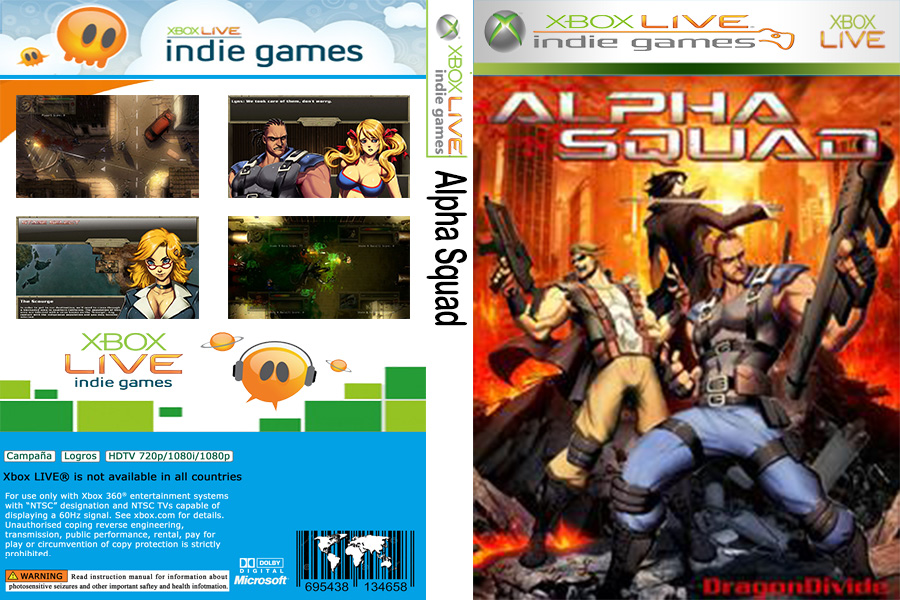 XBOX LIVE
indie games
Lynx: We took care of them, don't worry.
The Scourge
XBOX
LIVE
indie games
Campaña Logros HDTV 720p/1080i/1080p
Xbox LIVE® is not available in all countries
For use only with Xbox 360® entertainment systems
with "NTSC" designation and NTSC TVs capable of
displaying a 60Hz signal. See xbox.com for details.
Unauthorised coping reverse engineering,
transmission, public performance, rental, pay for
play or circumvention of copy protection is strictly
prohibited.
WARNING Read instruction manual for information about
photosensitive seizures and other important saftey and health infotmation.
DOLBY
DIGITAL
Microsoft
695438 134658
XBOX LIVE
indie games
Alpha Squad
XBOX LIVE
indie games
XBOX
LIVE
ALPHA
SQUAD
DragonDivide